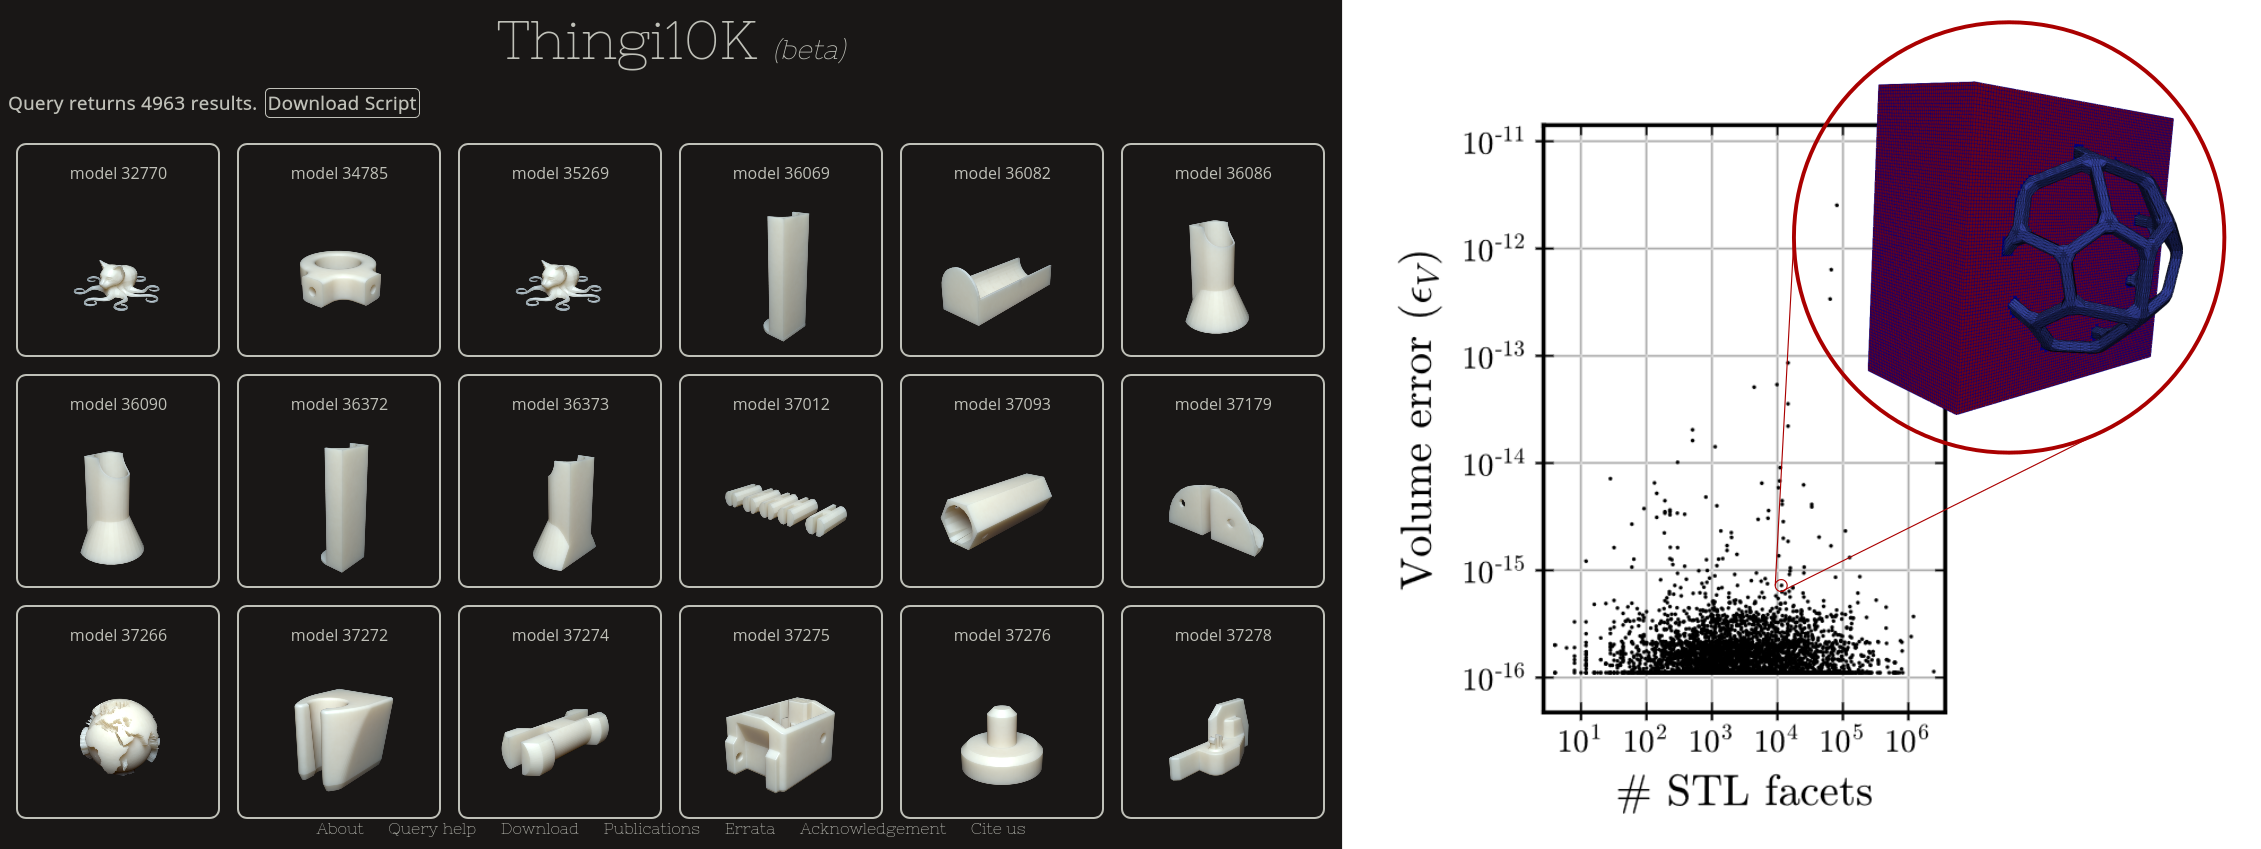 Thingi10K (beta)
Query returns 4963 results. Download Script
model 32770
model 34785
model 35269
model 36069
model 36082
model 36086
model 36090
model 36372
model 36373
model 37012
model 37093
model 37179
model 37266
model 37272
model 37274
model 37275
model 37276
model 37278
About Query help Download Publications Errata Acknowledgement Cite us
Volume error (ϵ_V)
10^-11
10^-12
10^-13
10^-14
10^-15
10^-16
10^1 10^2 10^3 10^4 10^5 10^6
# STL facets